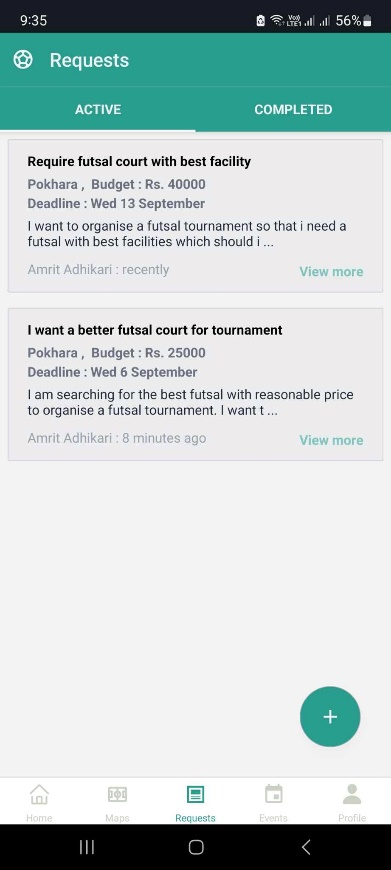 9:35
Vo)) LTE1 56%
Requests
ACTIVE
COMPLETED
Require futsal court with best facility
Pokhara , Budget : Rs. 40000
Deadline : Wed 13 September
I want to organise a futsal tournament so that i need a
futsal with best facilities which should i ...
Amrit Adhikari : recently
View more
I want a better futsal court for tournament
Pokhara , Budget : Rs. 25000
Deadline : Wed 6 September
I am searching for the best futsal with reasonable price
to organise a futsal tournament. I want t ...
Amrit Adhikari : 8 minutes ago
View more
+
Home
Maps
Requests
Events
Profile